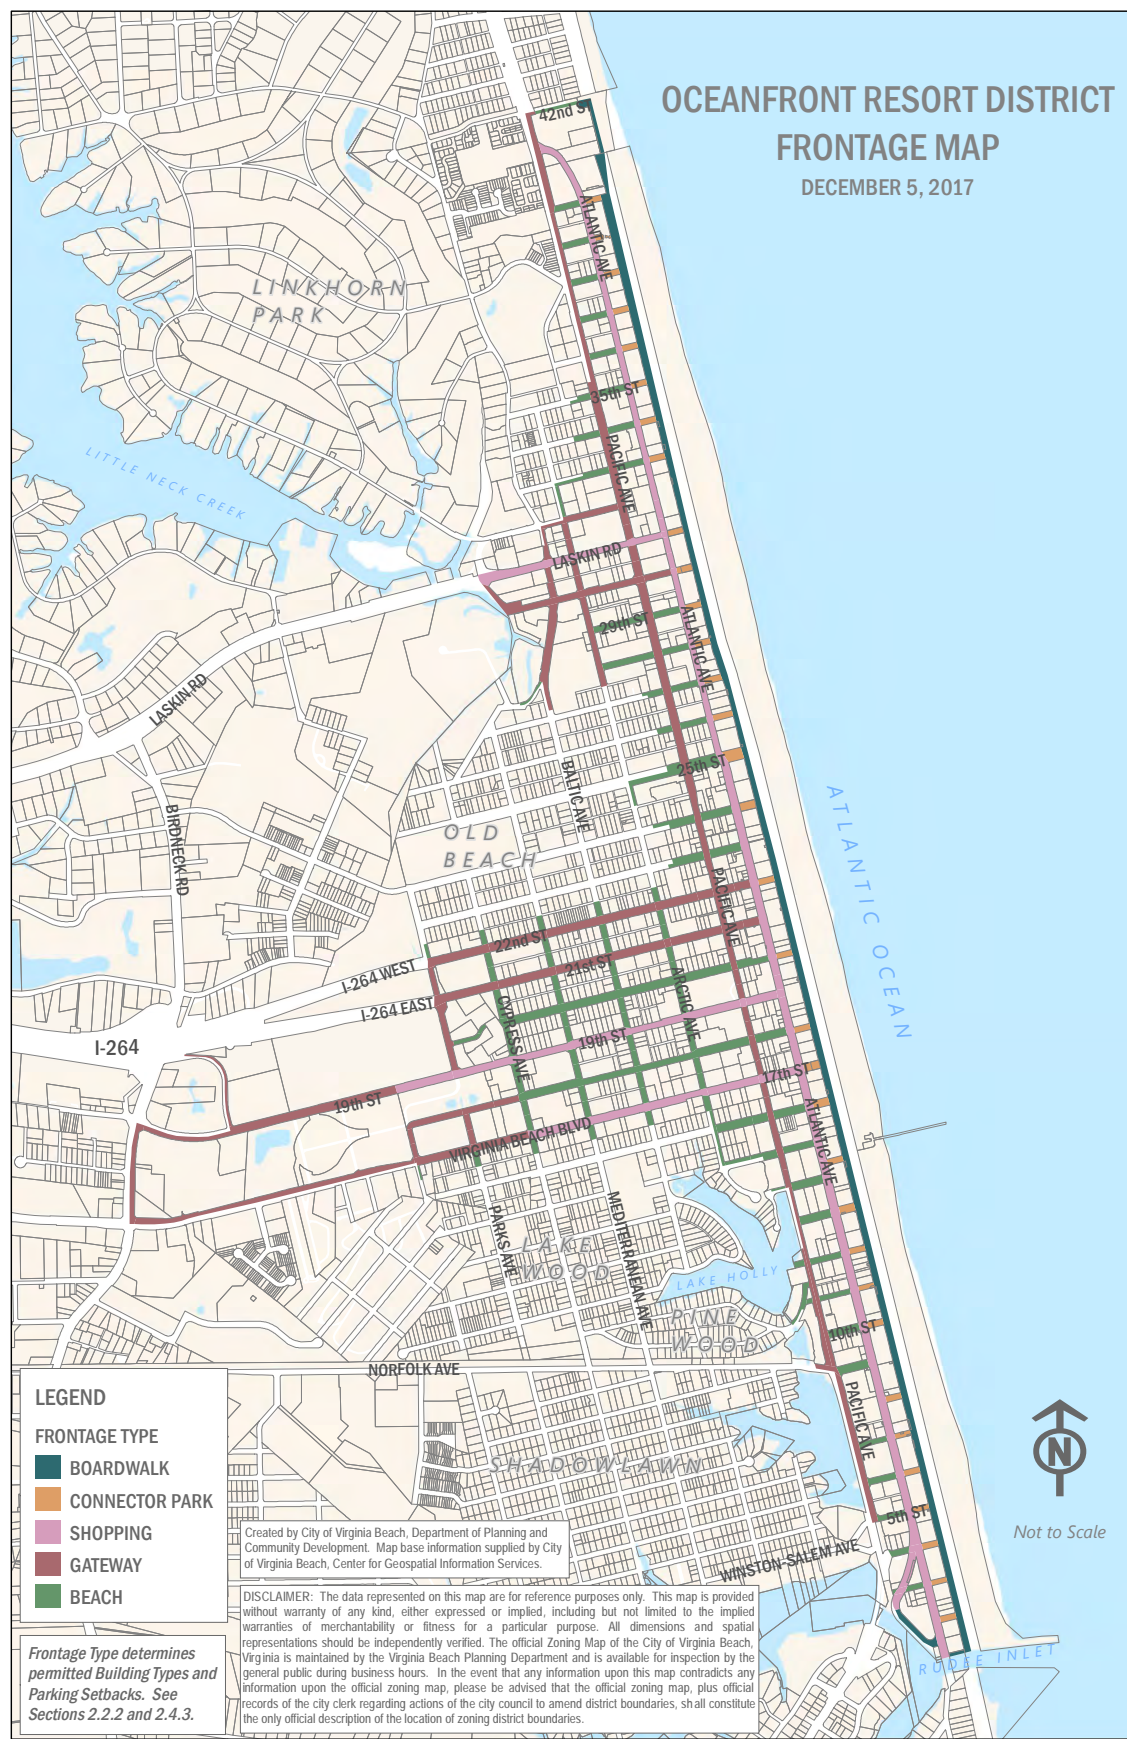 OCEANFRONT RESORT DISTRICT
FRONTAGE MAP
DECEMBER 5, 2017
42nd ST
ATLANTIC AVE
LINKHORN
PARK
35th ST
PACIFIC AVE
LITTLE NECK CREEK
LASKIN RD
29th ST
ATLANTIC AVE
LASKIN RD
25th ST
BALTIC AVE
ATLANTIC OCEAN
BIRDNECK RD
OLD
BEACH
PACIFIC AVE
22nd ST
21st ST
I-264 WEST
I-264 EAST
ARCTIC AVE
CYPRESS AVE
I-264
19th ST
17th ST
19th ST
ATLANTIC AVE
VIRGINIA BEACH BLVD
PARKS AVE
MEDITERRANEAN AVE
LAKE
WOOD
LAKE HOLLY
PINE
WOOD
10th ST
NORFOLK AVE
PACIFIC AVE
SHADOWLAWN
5th ST
WINSTON-SALEM AVE
RUDEE INLET
N
Not to Scale
LEGEND
FRONTAGE TYPE
BOARDWALK
CONNECTOR PARK
SHOPPING
GATEWAY
BEACH
Frontage Type determines
permitted Building Types and
Parking Setbacks. See
Sections 2.2.2 and 2.4.3.
Created by City of Virginia Beach, Department of Planning and
Community Development. Map base information supplied by City
of Virginia Beach, Center for Geospatial Information Services.
DISCLAIMER: The data represented on this map are for reference purposes only. This map is provided
without warranty of any kind, either expressed or implied, including but not limited to the implied
warranties of merchantability or fitness for a particular purpose. All dimensions and spatial
representations should be independently verified. The official Zoning Map of the City of Virginia Beach,
Virginia is maintained by the Virginia Beach Planning Department and is available for inspection by the
general public during business hours. In the event that any information upon this map contradicts any
information upon the official zoning map, please be advised that the official zoning map, plus official
records of the city clerk regarding actions of the city council to amend district boundaries, shall constitute
the only official description of the location of zoning district boundaries.